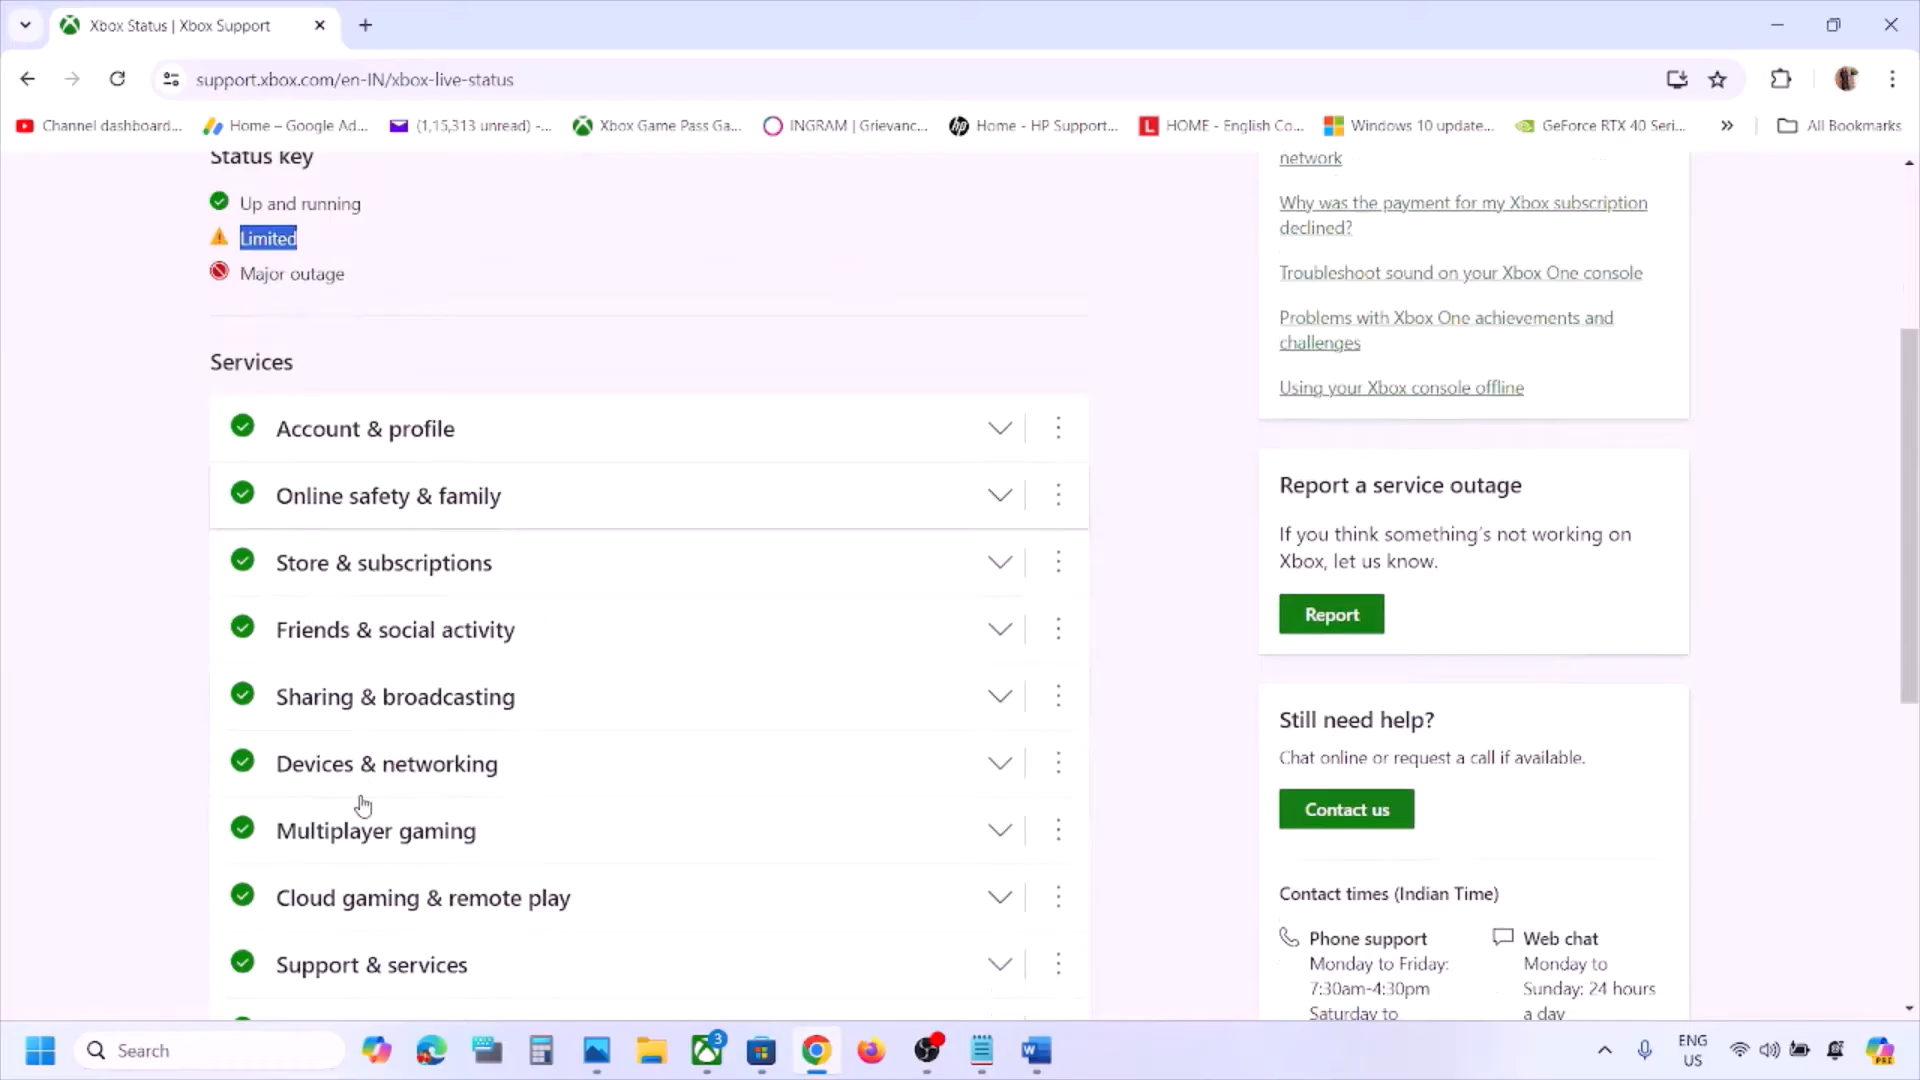 Xbox Status | Xbox Support
support.xbox.com/en-IN/xbox-live-status
Channel dashboard...
Home – Google Ad...
(1,15,313 unread) -...
Xbox Game Pass Ga...
INGRAM | Grievanc...
Home - HP Support...
HOME - English Co...
Windows 10 update...
GeForce RTX 40 Seri...
All Bookmarks
Status key
Up and running
Limited
Major outage
Services
Account & profile
Online safety & family
Store & subscriptions
Friends & social activity
Sharing & broadcasting
Devices & networking
Multiplayer gaming
Cloud gaming & remote play
Support & services
network
Why was the payment for my Xbox subscription
declined?
Troubleshoot sound on your Xbox One console
Problems with Xbox One achievements and
challenges
Using your Xbox console offline
Report a service outage
If you think something's not working on
Xbox, let us know.
Report
Still need help?
Chat online or request a call if available.
Contact us
Contact times (Indian Time)
Phone support
Monday to Friday:
7:30am-4:30pm
Saturday to
Web chat
Monday to
Sunday: 24 hours
a day
Search
3
ENG
US
PRE